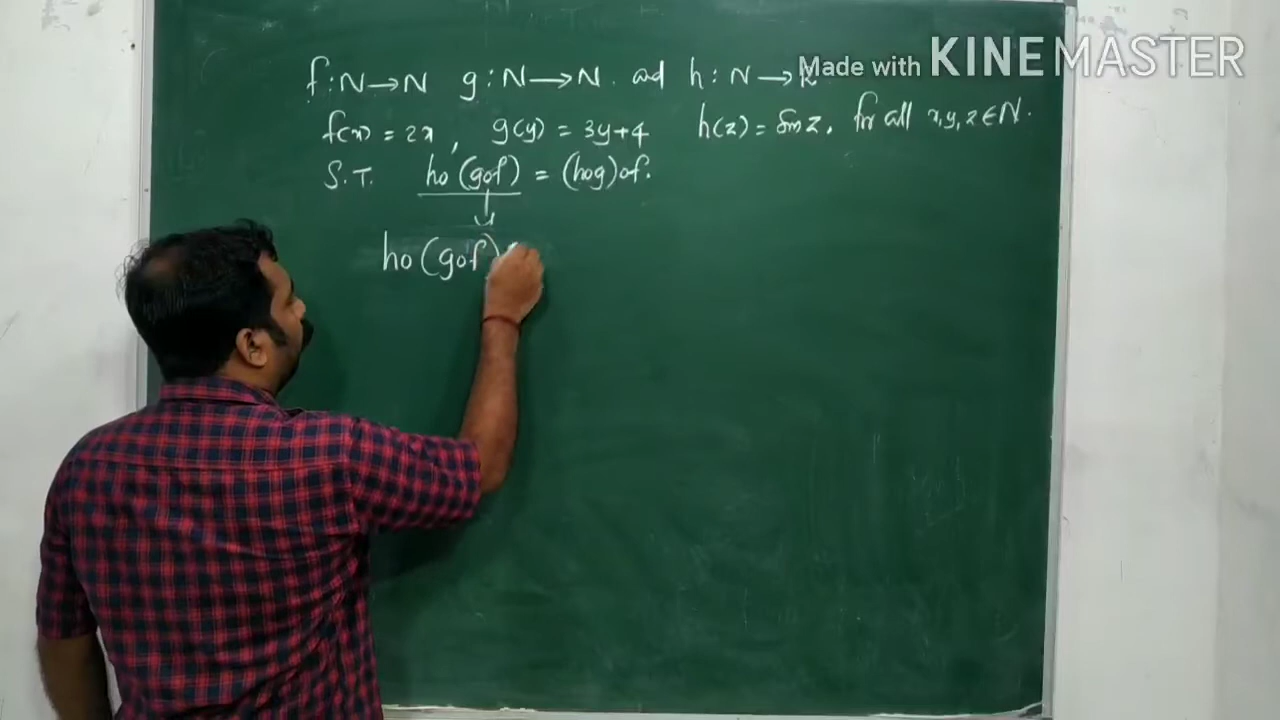 Made with KINEMASTER
f:N→N g:N→N. and h:N→R
f(x) = 2x, g(y) = 3y+4 h(z) = sin z, for all x,y,z∈N.
S.T. ho(gof) = (hog)of.
ho(gof)